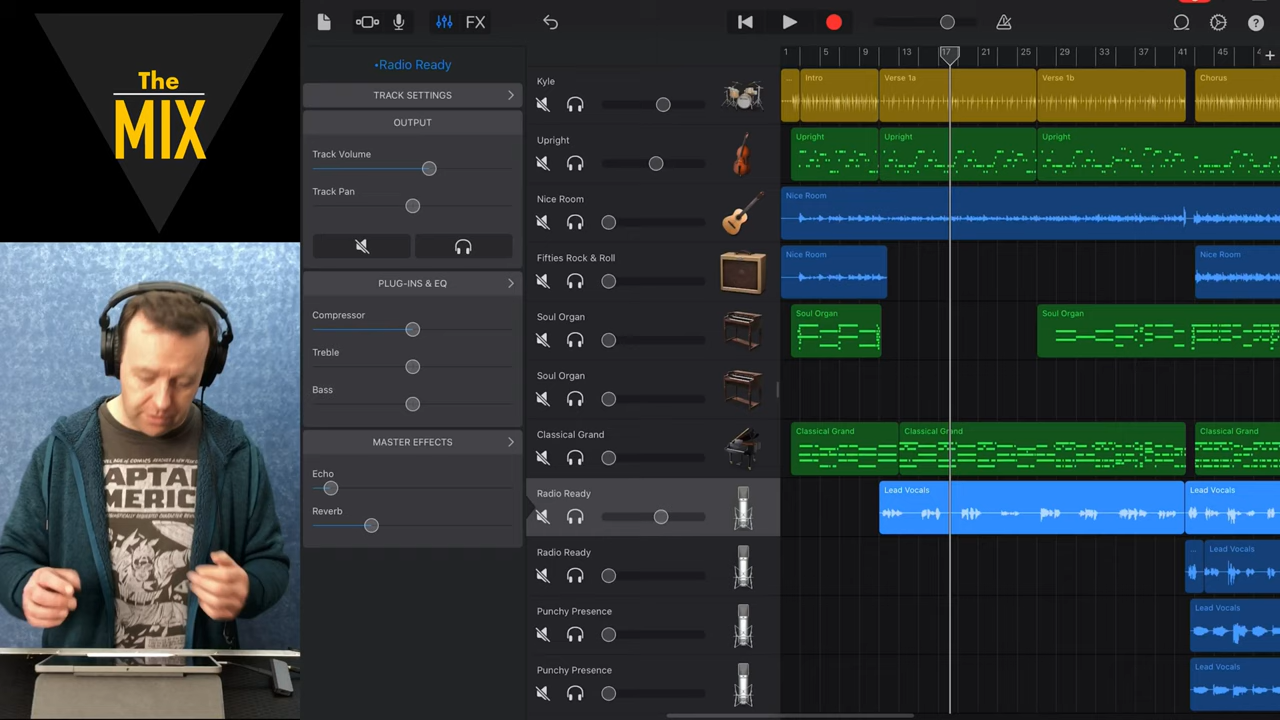 The
MIX
CAPTAIN
AMERICA
FX
•Radio Ready
TRACK SETTINGS
OUTPUT
Track Volume
Track Pan
PLUG-INS & EQ
Compressor
Treble
Bass
MASTER EFFECTS
Echo
Reverb
1 5 9 13 17 21 25 29 33 37 41 45
Kyle
Upright
Nice Room
Fifties Rock & Roll
Soul Organ
Soul Organ
Classical Grand
Radio Ready
Radio Ready
Punchy Presence
Punchy Presence
... Intro Verse 1a Verse 1b Chorus
Upright Upright Upright
Nice Room
Nice Room Nice Room
Soul Organ Soul Organ
Classical Grand Classical Grand Classical Grand
Lead Vocals Lead Vocals
... Lead Vocals
Lead Vocals
Lead Vocals